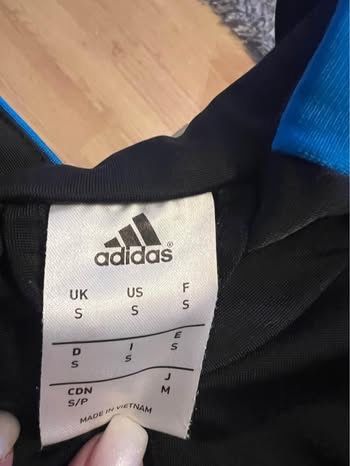 adidas®
UK US F
S S S
D I E
S S S
CDN J
S/P M
MADE IN VIETNAM